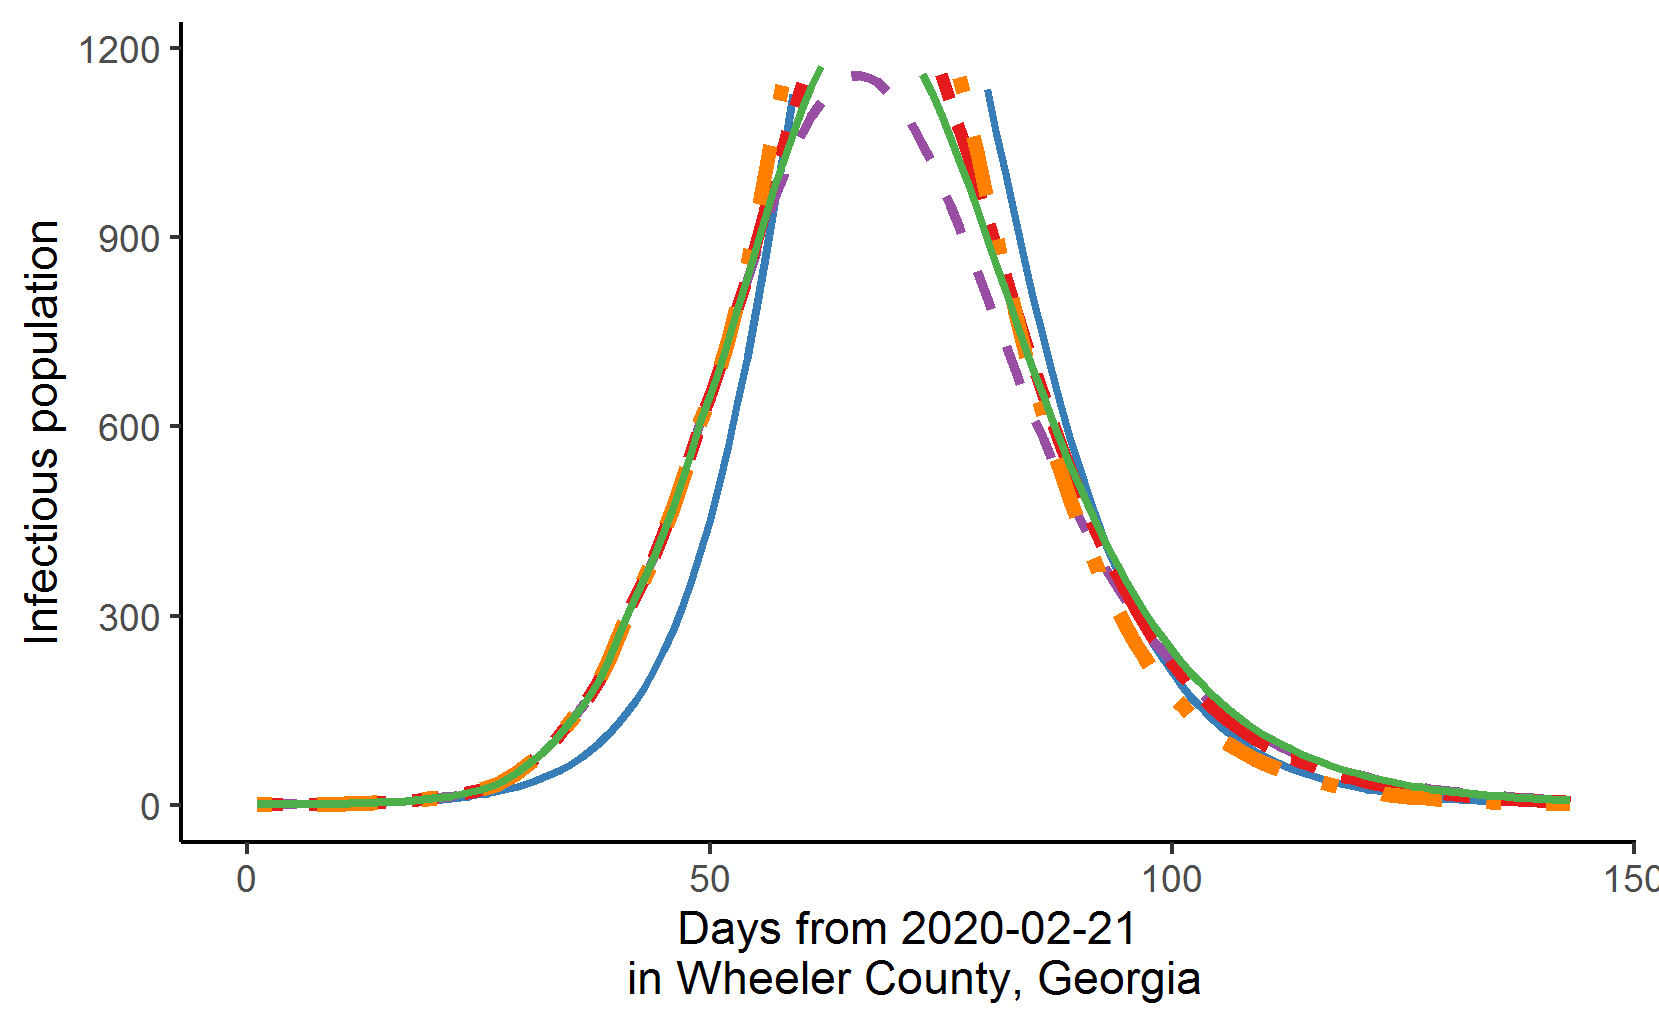 1200
900
600
300
0
Infectious population
0 50 100 150
Days from 2020-02-21
in Wheeler County, Georgia